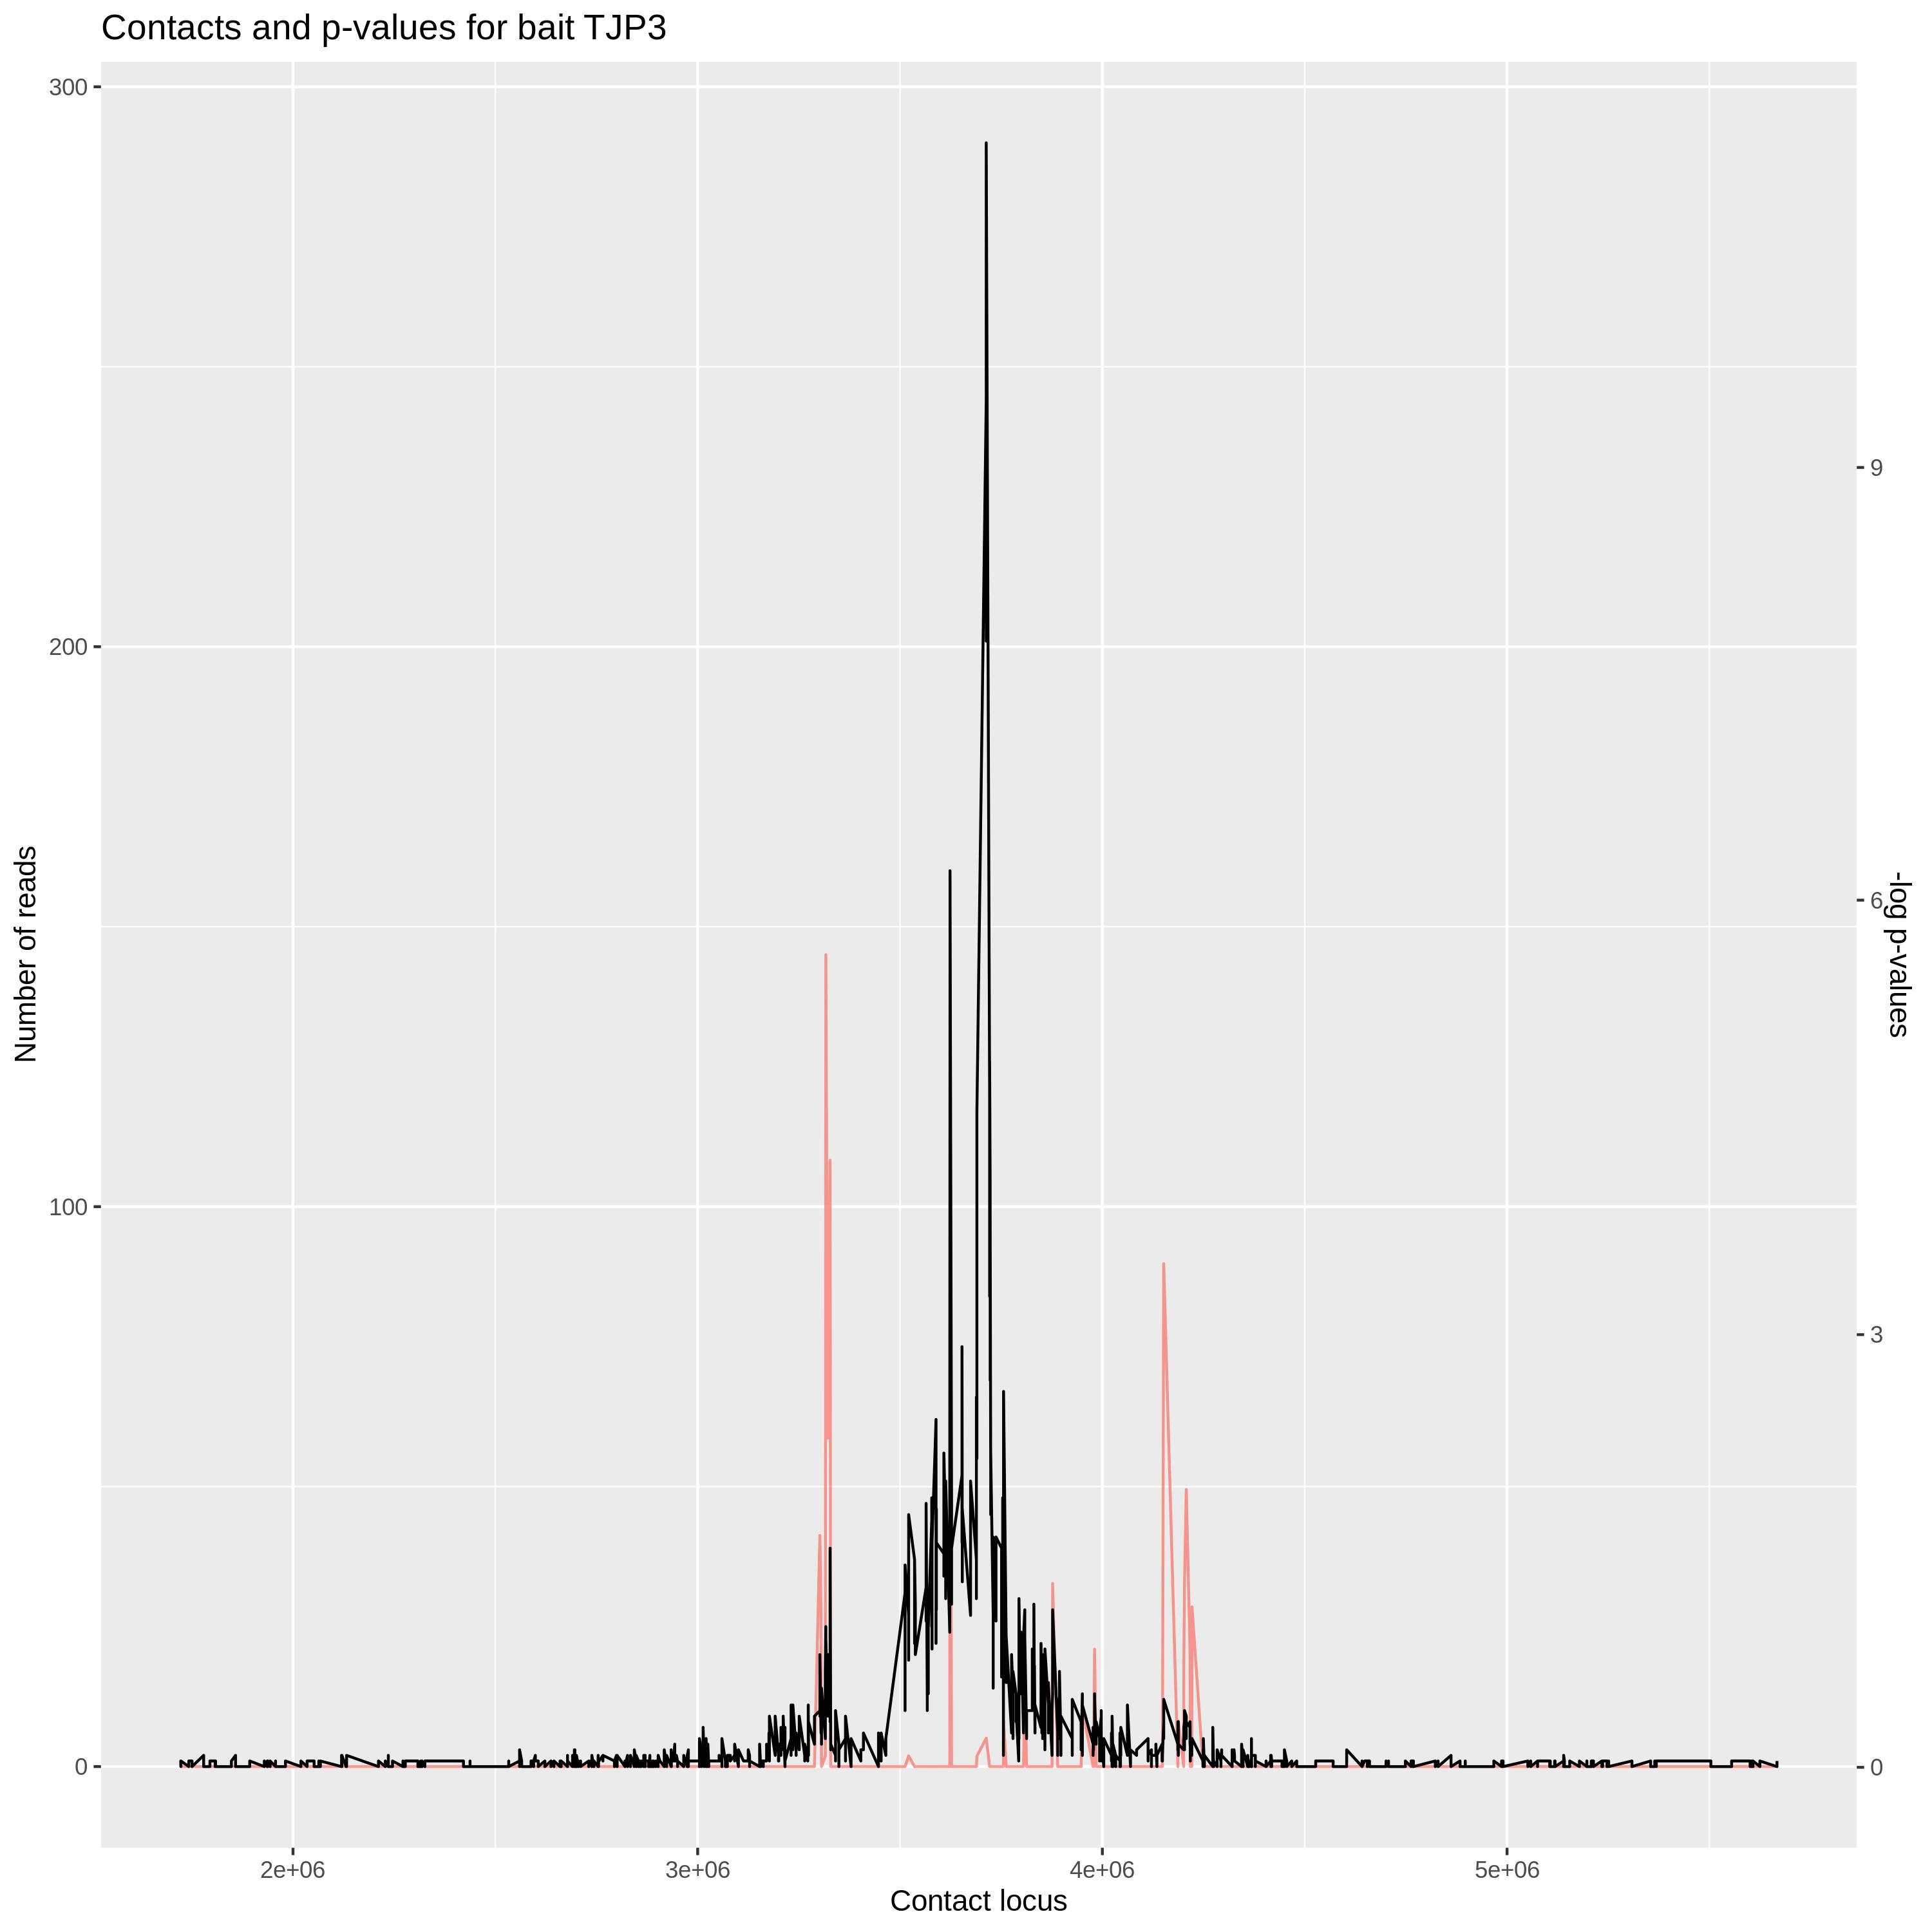 Contacts and p-values for bait TJP3
300
200
100
0
Number of reads
9
6
3
0
-log p-values
2e+06
3e+06
4e+06
5e+06
Contact locus